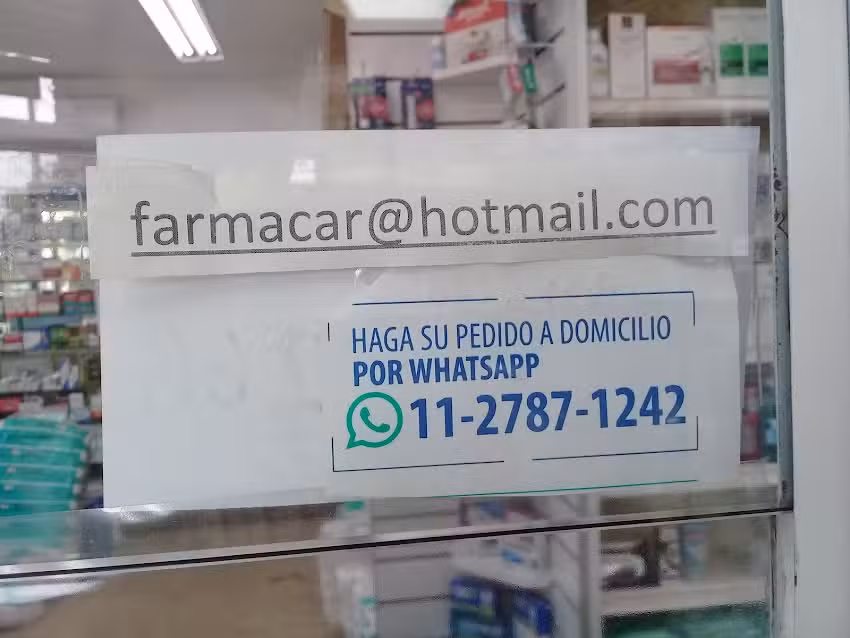 farmacar@hotmail.com
HAGA SU PEDIDO A DOMICILIO
POR WHATSAPP
11-2787-1242